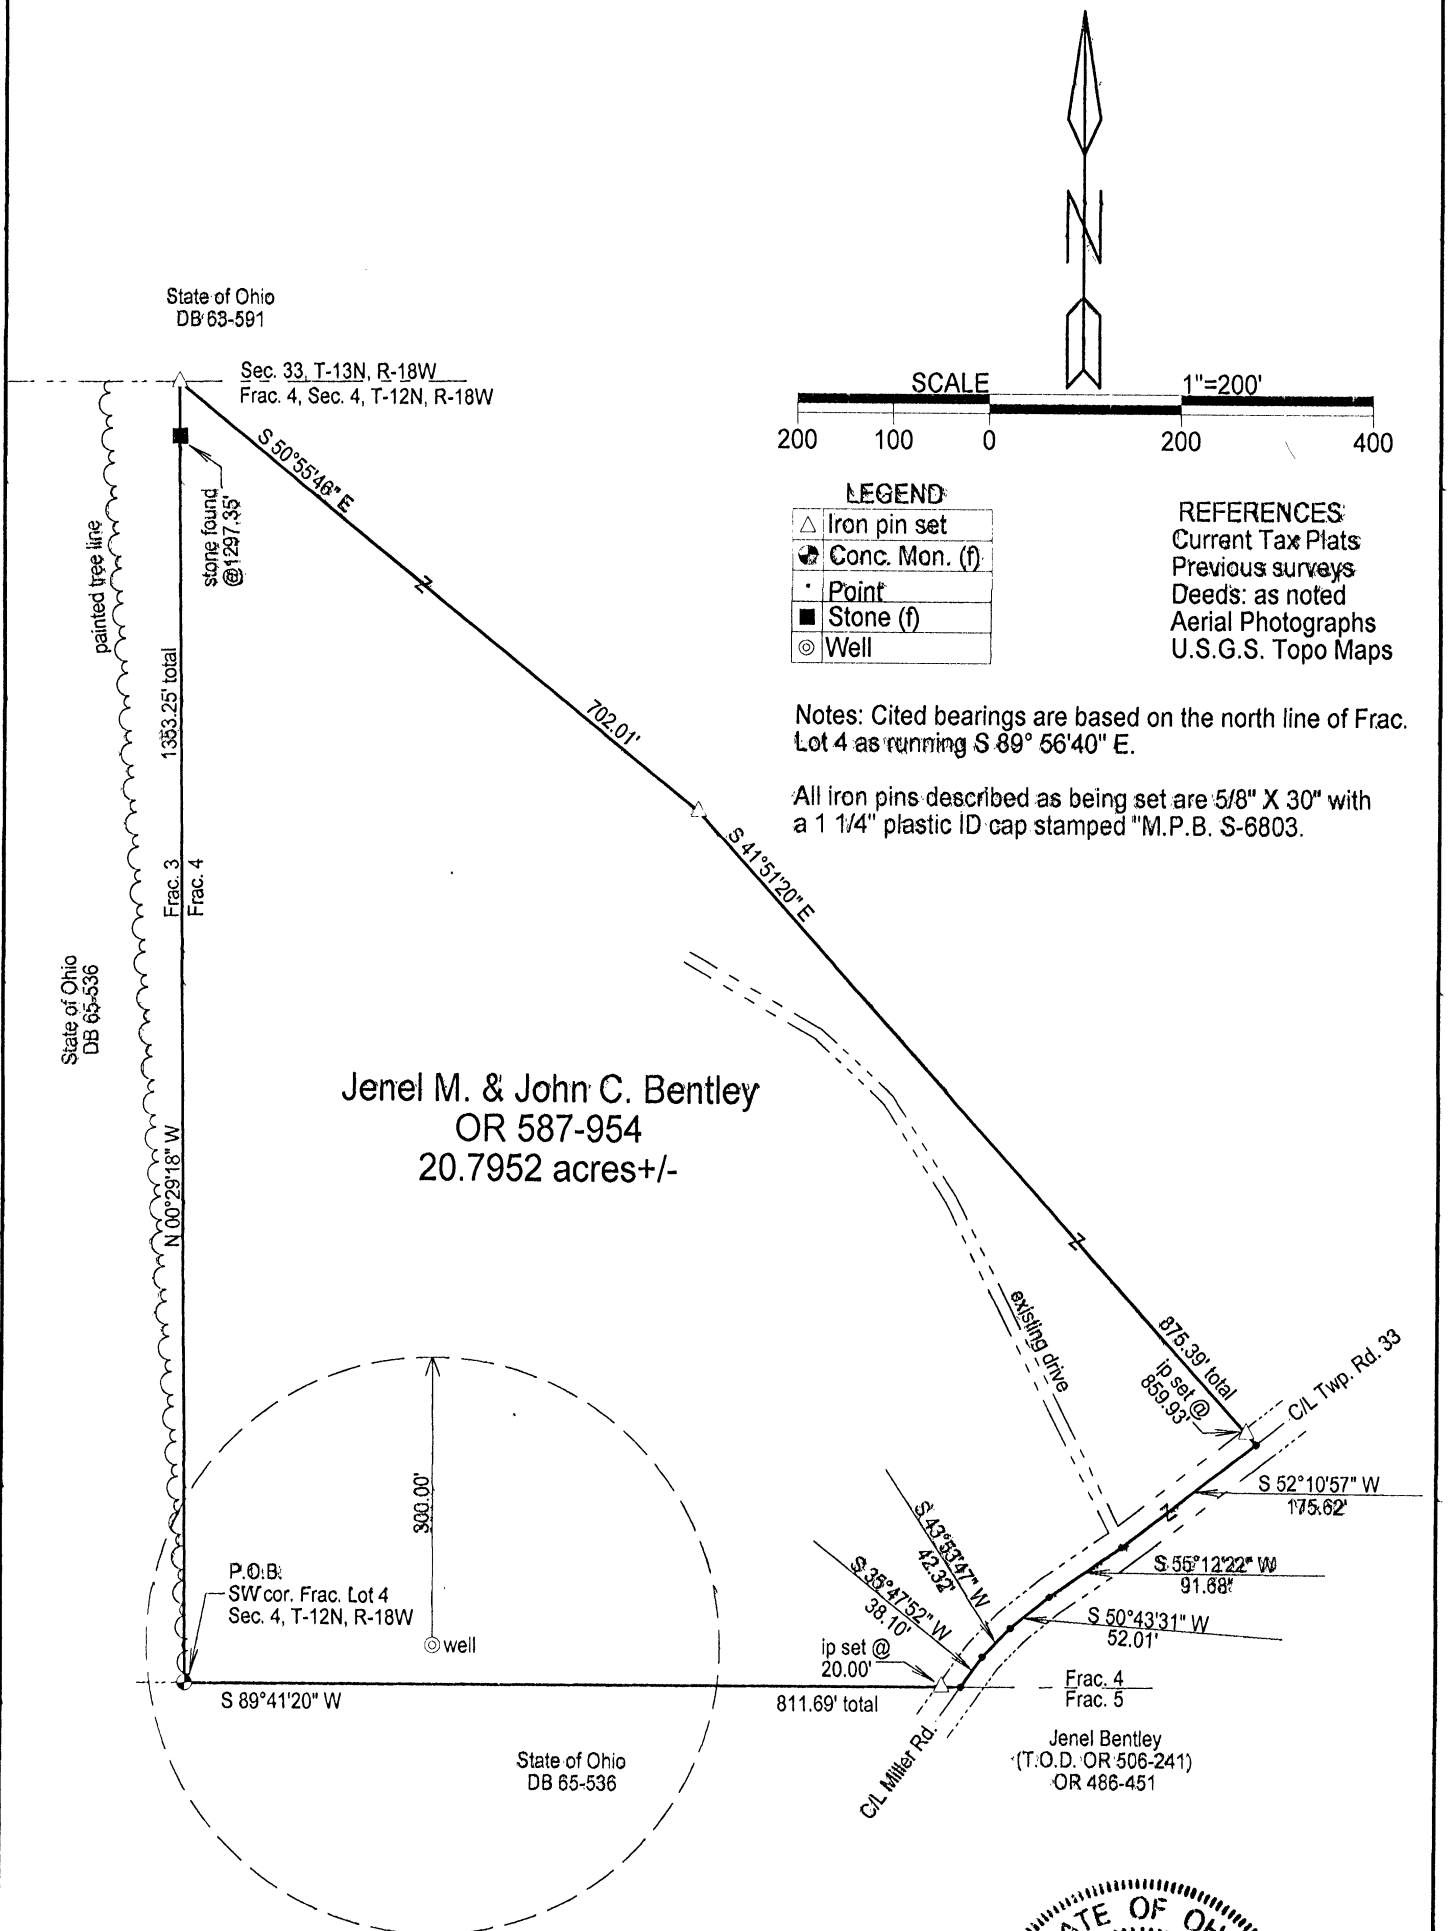 State of Ohio
DB 63-591
Sec. 33, T-13N, R-18W
Frac. 4, Sec. 4, T-12N, R-18W
N
SCALE 1"=200'
200 100 0 200 400
LEGEND
Iron pin set
Conc. Mon. (f)
Point
Stone (f)
Well
REFERENCES
Current Tax Plats
Previous surveys
Deeds: as noted
Aerial Photographs
U.S.G.S. Topo Maps
Notes: Cited bearings are based on the north line of Frac.
Lot 4 as running S 89° 56'40" E.
All iron pins described as being set are 5/8" X 30" with
a 1 1/4" plastic ID cap stamped "M.P.B. S-6803.
S 50°55'46" E
702.01'
stone found
@1297.35'
painted tree line
1353.25' total
Frac. 3
Frac. 4
N 00°29'18" W
State of Ohio
DB 65-536
S 41°51'20" E
875.39' total
ip set @
859.93'
C/L Twp. Rd. 33
existing drive
Jenel M. & John C. Bentley
OR 587-954
20.7952 acres+/-
S 52°10'57" W
175.62'
S 55°12'22" W
91.68'
S 50°43'31" W
52.01'
S 43°53'47" W
42.32'
S 35°47'52" W
38.10'
ip set @
20.00'
300.00'
well
P.O.B.
SW cor. Frac. Lot 4
Sec. 4, T-12N, R-18W
S 89°41'20" W
811.69' total
Frac. 4
Frac. 5
Jenel Bentley
(T.O.D. OR 506-241)
OR 486-451
C/L Miller Rd.
State of Ohio
DB 65-536
OF